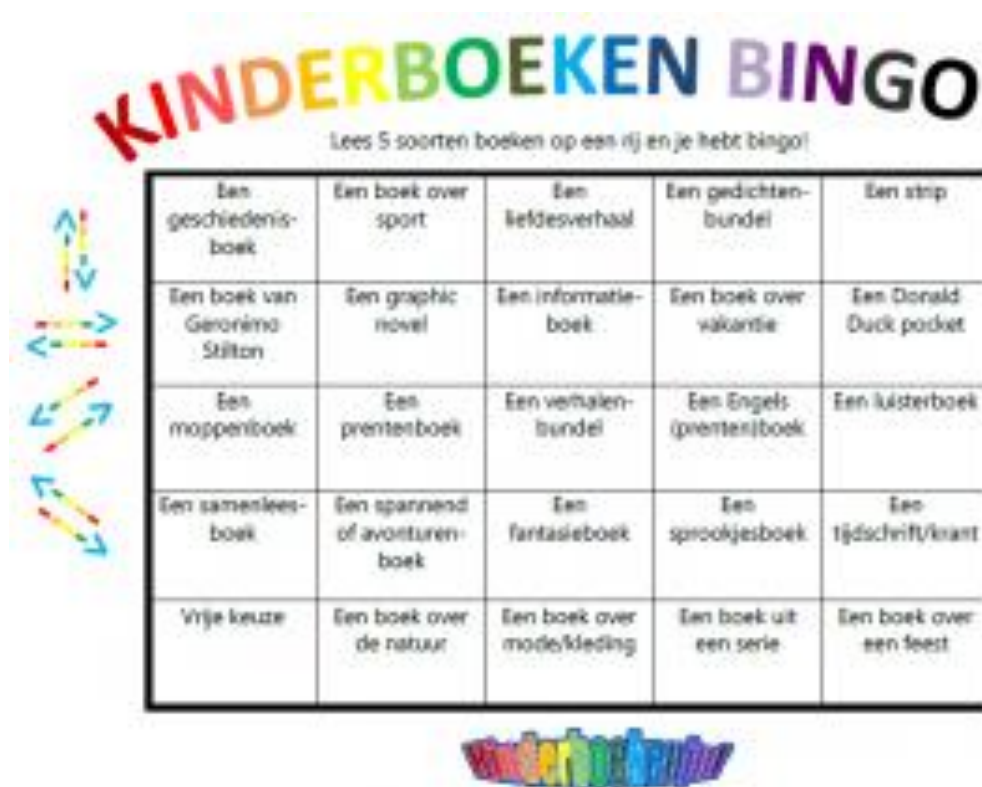 KINDERBOEKEN BINGO
Lees 5 soorten boeken op een rij en je hebt bingo!
Een
geschiedenis-
boek
Een boek over
sport
Een
liefdesverhaal
Een gedichten-
bundel
Een strip
Een boek van
Geronimo
Stilton
Een graphic
novel
Een informatie-
boek
Een boek over
vakantie
Een Donald
Duck pocket
Een
moppenboek
Een
prentenboek
Een verhalen-
bundel
Een Engels
(prenten)boek
Een luisterboek
Een samenlees-
boek
Een spannend
of avonturen-
boek
Een
fantasieboek
Een
sprookjesboek
Een
tijdschrift/krant
Vrije keuze
Een boek over
de natuur
Een boek over
mode/kleding
Een boek uit
een serie
Een boek over
een feest